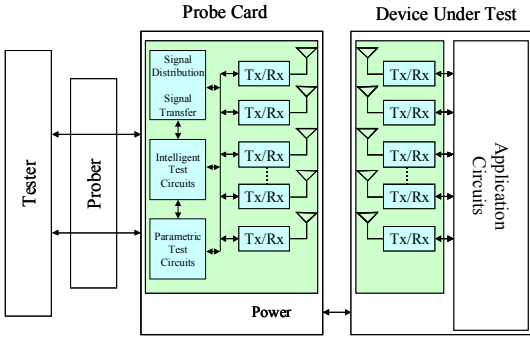 Probe Card
Device Under Test
Tester
Prober
Signal
Distribution
Signal
Transfer
Intelligent
Test
Circuits
Parametric
Test
Circuits
Tx/Rx
Tx/Rx
Tx/Rx
Tx/Rx
Tx/Rx
Power
Tx/Rx
Tx/Rx
Tx/Rx
Tx/Rx
Tx/Rx
Application
Circuits